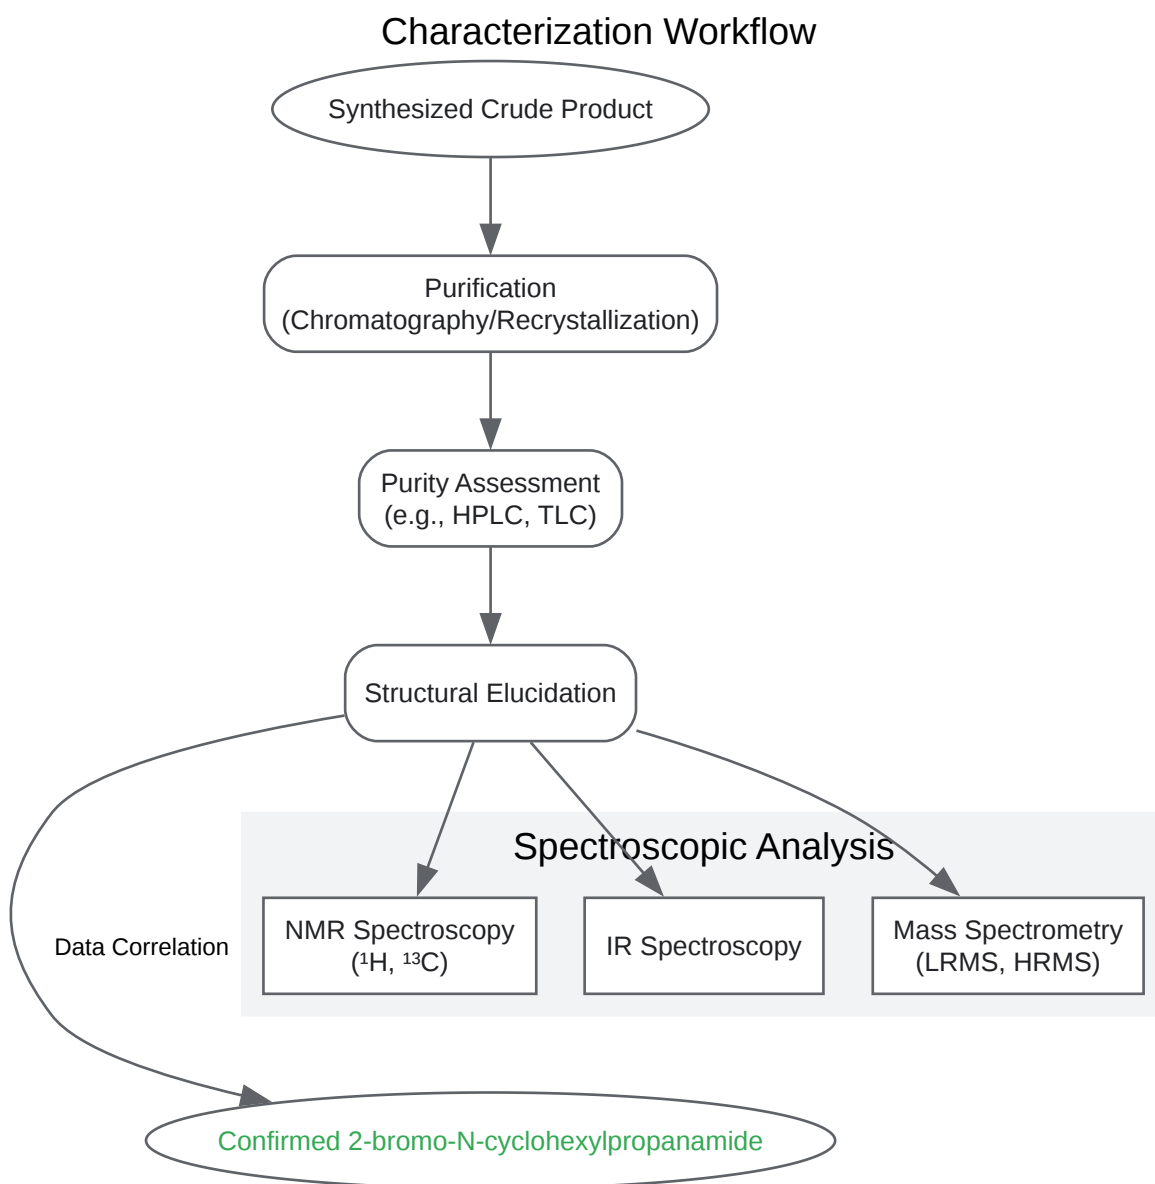 Characterization Workflow
Synthesized Crude Product
Purification
(Chromatography/Recrystallization)
Purity Assessment
(e.g., HPLC, TLC)
Structural Elucidation
Spectroscopic Analysis
NMR Spectroscopy
(¹H, ¹³C)
IR Spectroscopy
Mass Spectrometry
(LRMS, HRMS)
Data Correlation
Confirmed 2-bromo-N-cyclohexylpropanamide